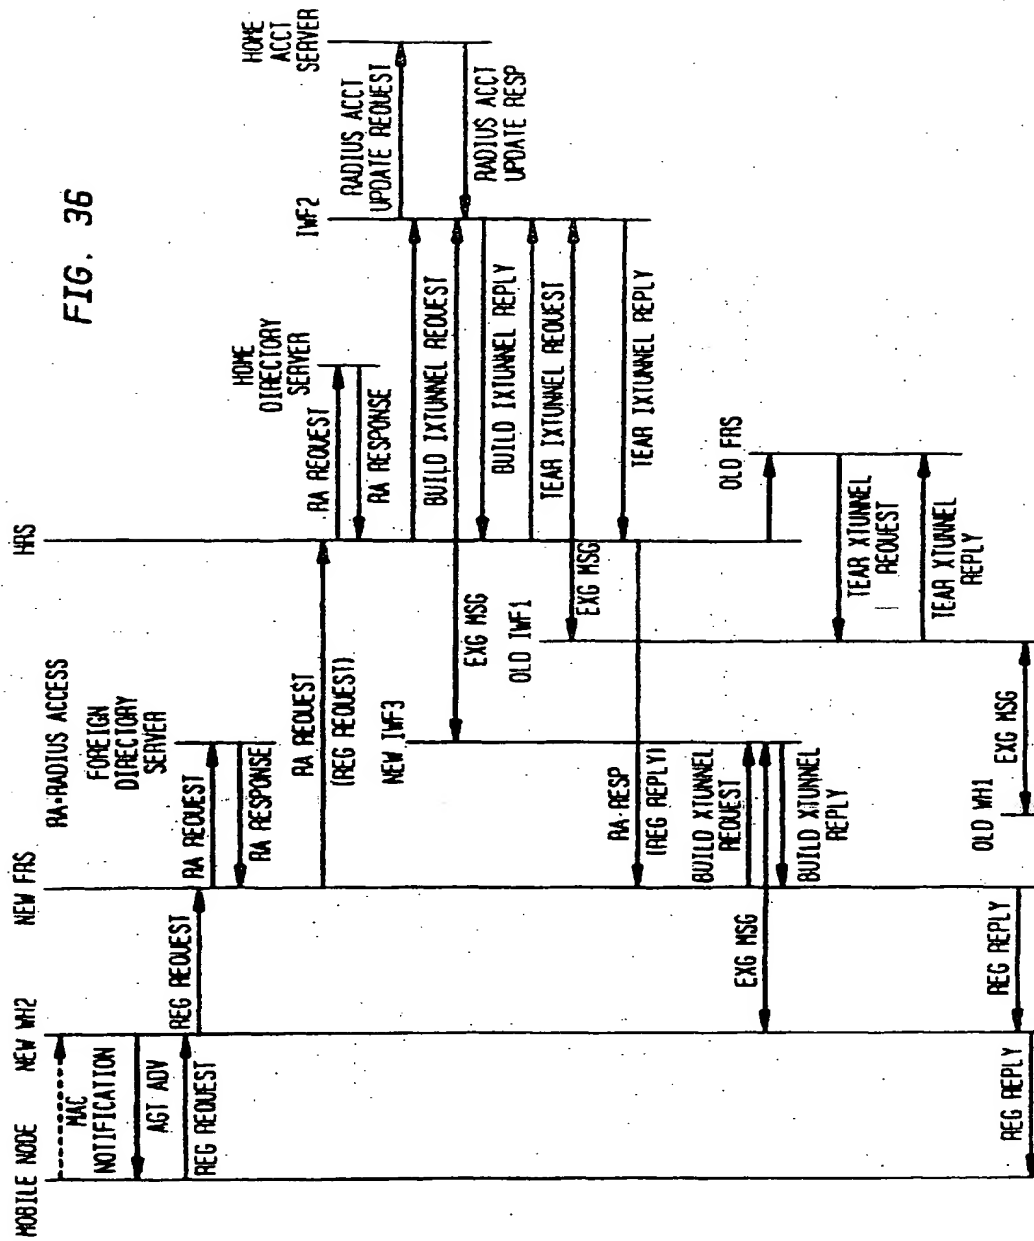 FIG. 36
MOBILE NODE
NEW WH2
NEW FRS
HRS
MAC
NOTIFICATION
AGT ADV
REG REQUEST
REG REQUEST
RA=RADIUS ACCESS
FOREIGN
DIRECTORY
SERVER
RA REQUEST
RA RESPONSE
RA REQUEST
(REG REQUEST)
HOME
DIRECTORY
SERVER
RA REQUEST
RA RESPONSE
IWF2
HOME
ACCT
SERVER
RADIUS ACCT
UPDATE REQUEST
RADIUS ACCT
UPDATE RESP
BUILD IXTUNNEL REQUEST
NEW IWF3
EXG MSG
BUILD IXTUNNEL REPLY
TEAR IXTUNNEL REQUEST
OLD IWF1
EXG MSG
TEAR IXTUNNEL REPLY
RA-RESP
(REG REPLY)
BUILD XTUNNEL
REQUEST
EXG MSG
BUILD XTUNNEL
REPLY
OLD FRS
TEAR XTUNNEL
REQUEST
TEAR XTUNNEL
REPLY
OLD WH1
EXG MSG
REG REPLY
REG REPLY